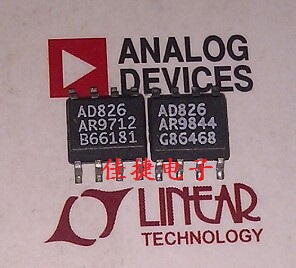 ANALOG
DEVICES
AD826
AR9712
B66181
AD826
AR9844
G86468
佳捷电子
LINEAR
TECHNOLOGY